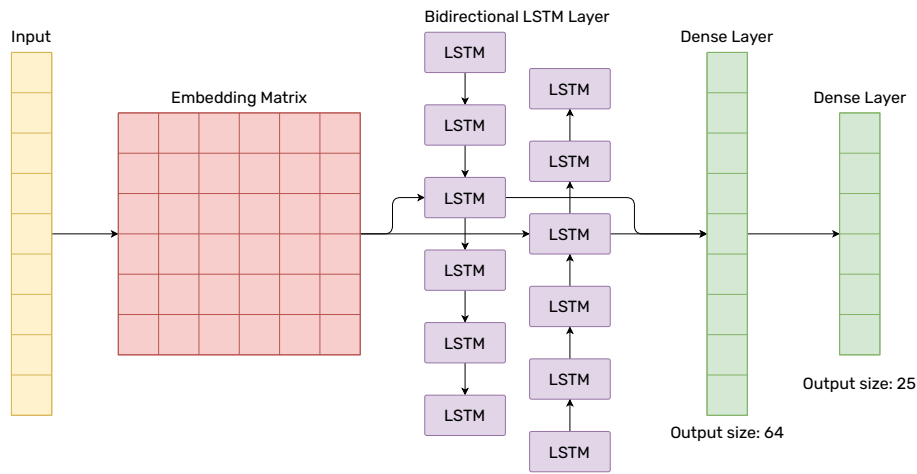 Input
Embedding Matrix
Bidirectional LSTM Layer
LSTM
LSTM
LSTM
LSTM
LSTM
LSTM
LSTM
LSTM
LSTM
LSTM
LSTM
LSTM
Dense Layer
Output size: 64
Dense Layer
Output size: 25